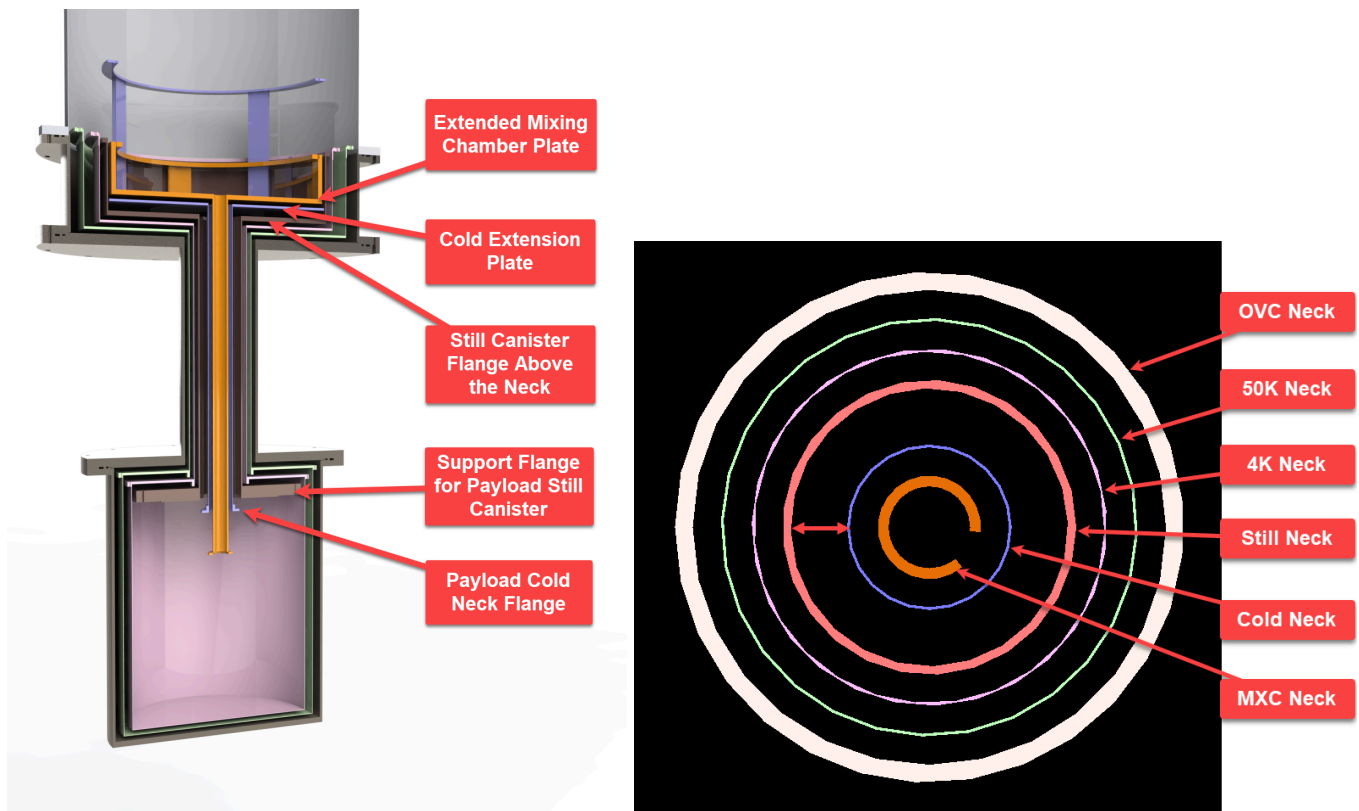 Extended Mixing
Chamber Plate
Cold Extension
Plate
Still Canister
Flange Above
the Neck
Support Flange
for Payload Still
Canister
Payload Cold
Neck Flange
OVC Neck
50K Neck
4K Neck
Still Neck
Cold Neck
MXC Neck